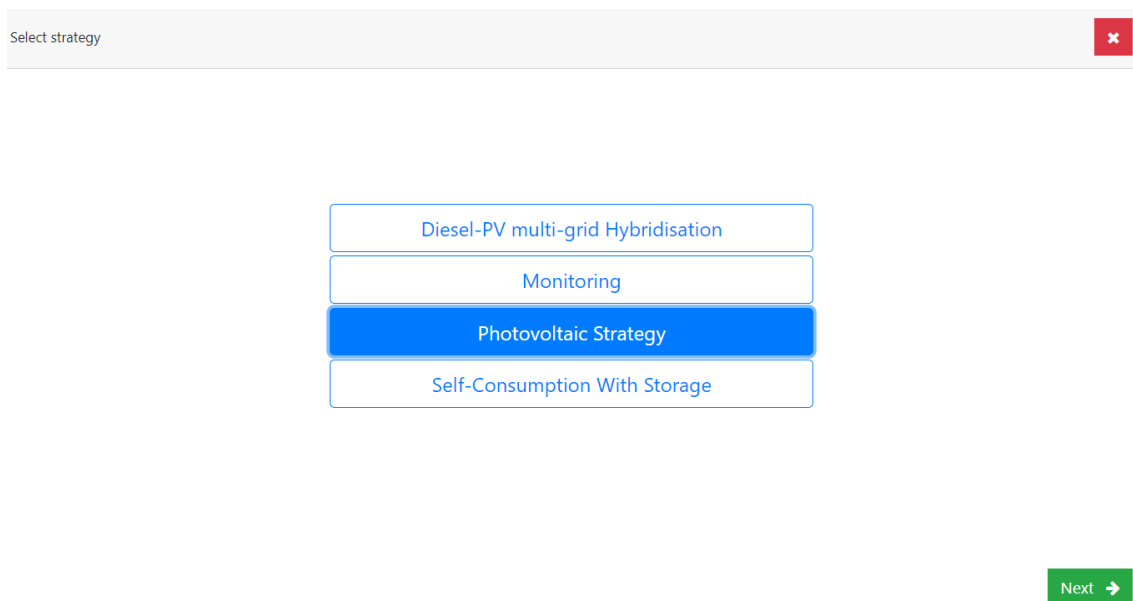 Select strategy
Diesel-PV multi-grid Hybridisation
Monitoring
Photovoltaic Strategy
Self-Consumption With Storage
Next